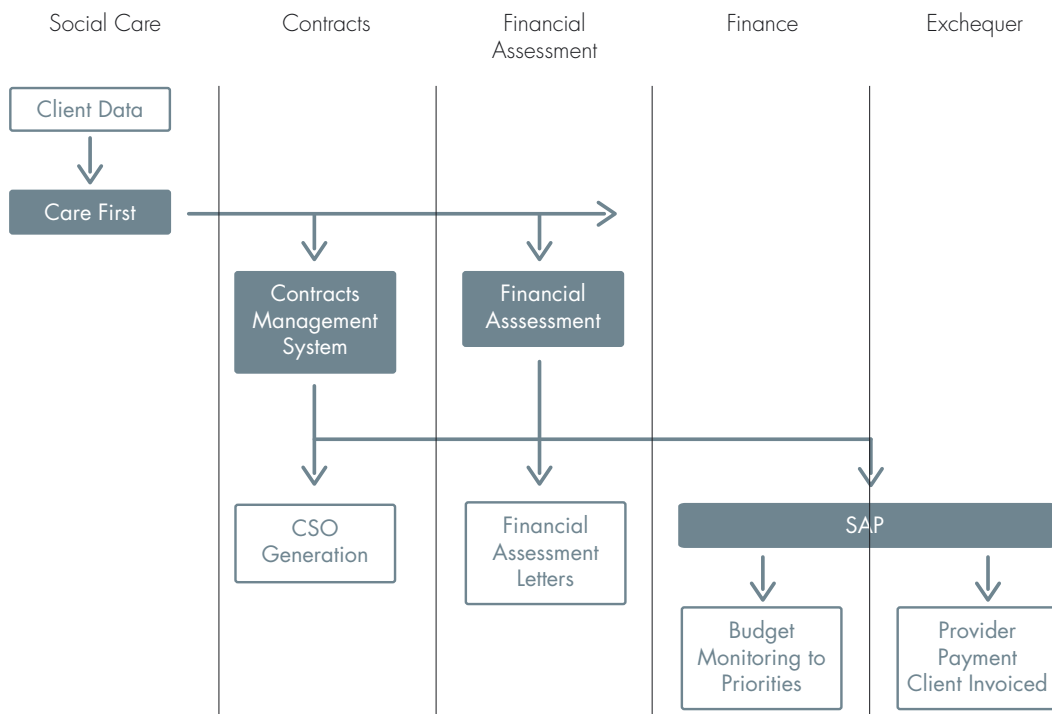 Social Care
Contracts
Financial
Assessment
Finance
Exchequer
Client Data
Care First
Contracts
Management
System
Financial
Asssessment
CSO
Generation
Financial
Assessment
Letters
SAP
Budget
Monitoring to
Priorities
Provider
Payment
Client Invoiced